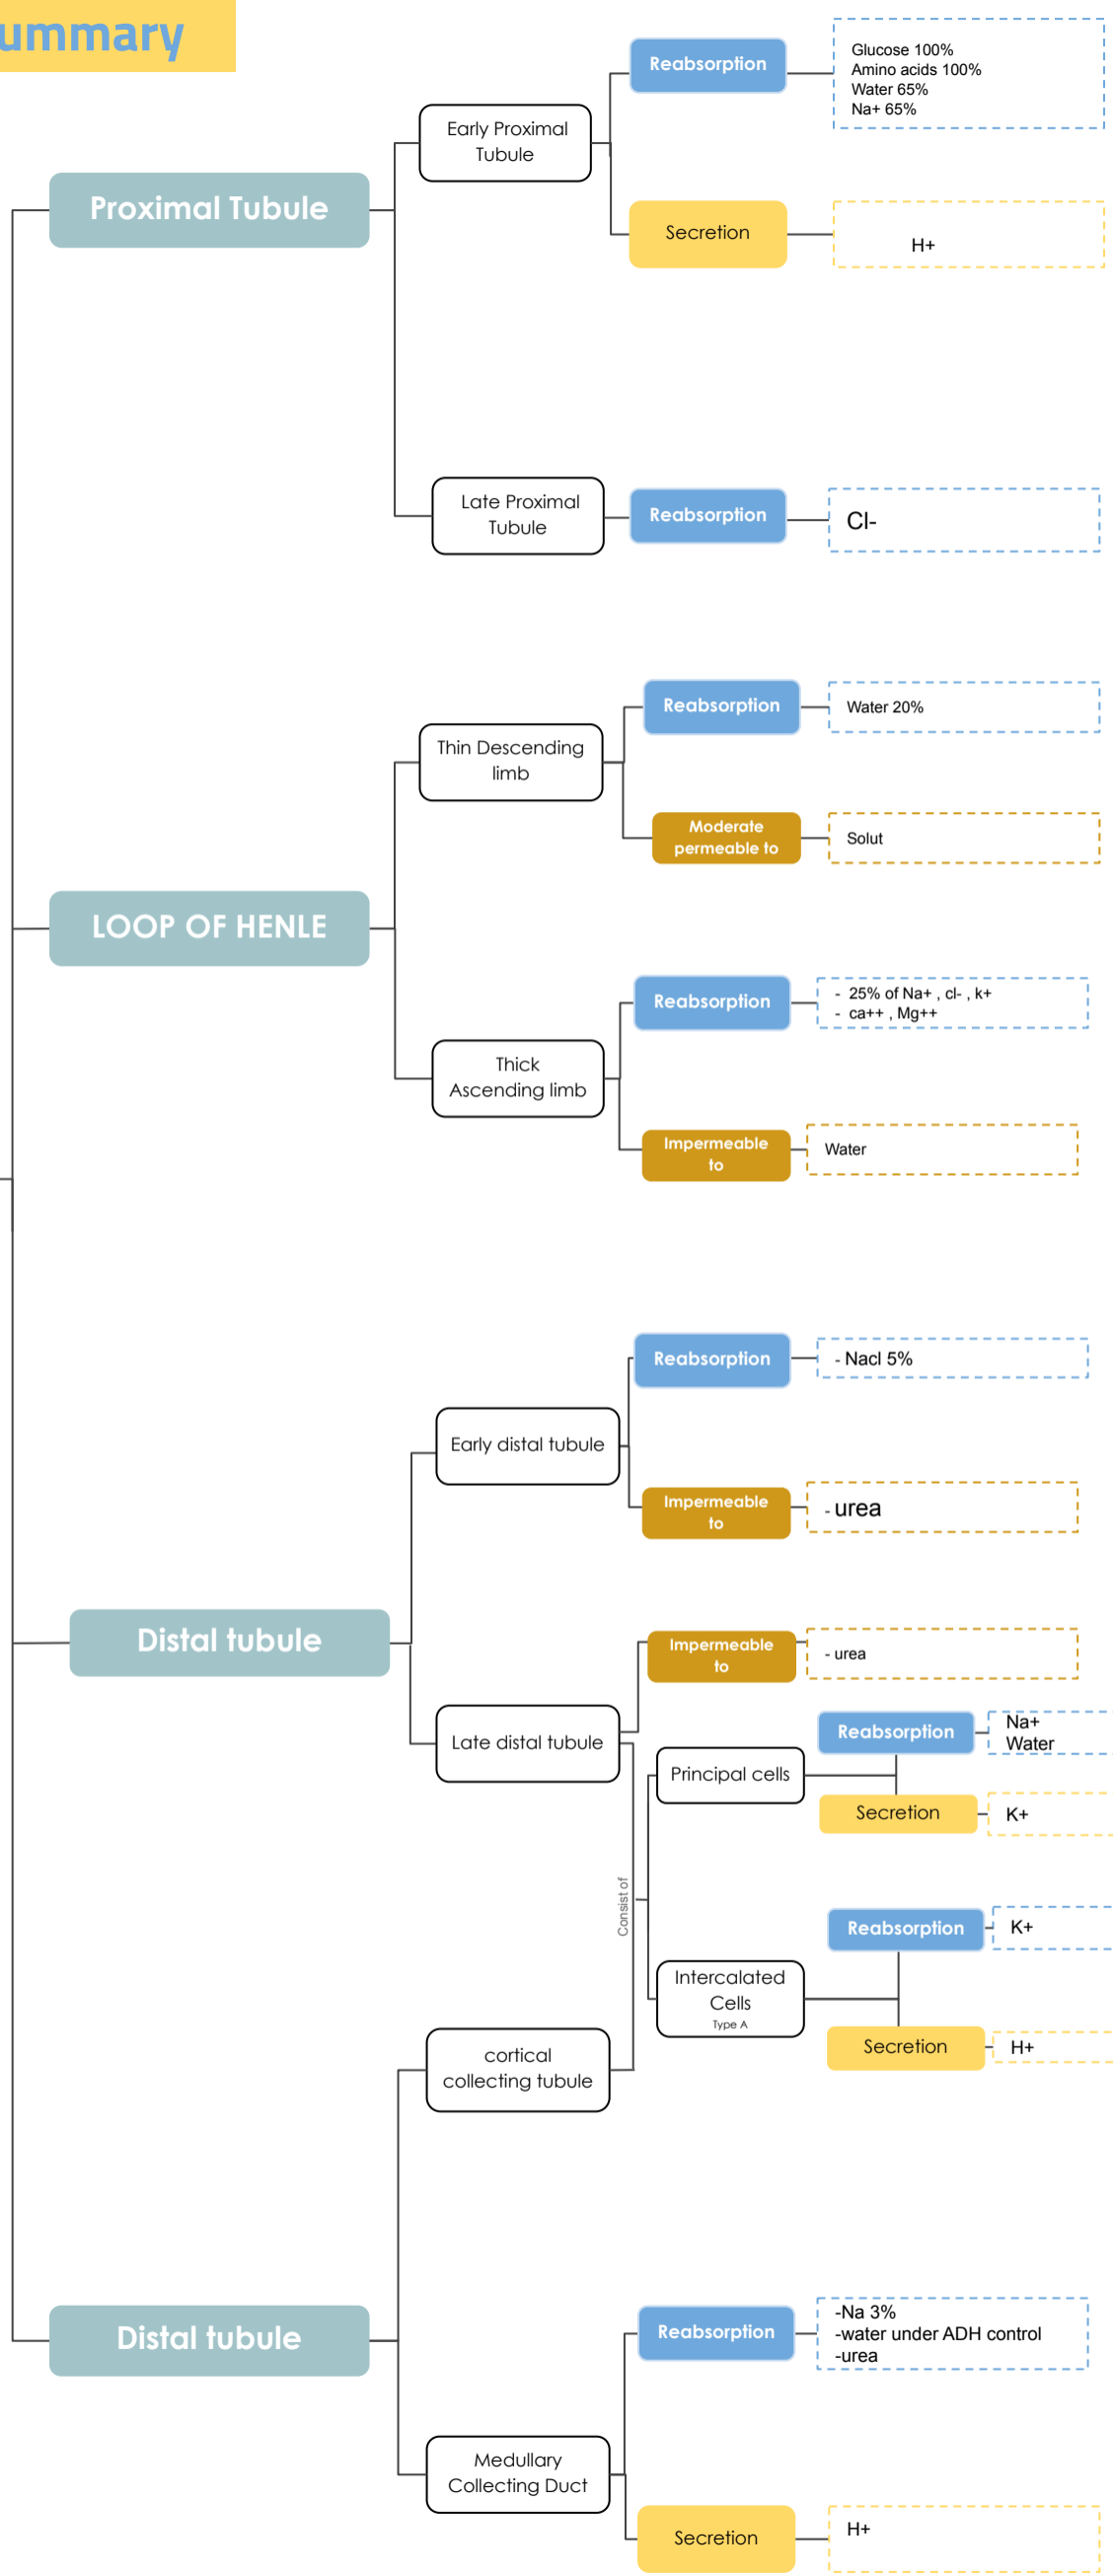 ummary
Proximal Tubule
Early Proximal
Tubule
Reabsorption
Glucose 100%
Amino acids 100%
Water 65%
Na+ 65%
Secretion
H+
Late Proximal
Tubule
Reabsorption
Cl-
LOOP OF HENLE
Thin Descending
limb
Reabsorption
Water 20%
Moderate
permeable to
Solut
Thick
Ascending limb
Reabsorption
- 25% of Na+ , cl- , k+
- ca++ , Mg++
Impermeable
to
Water
Distal tubule
Early distal tubule
Reabsorption
- Nacl 5%
Impermeable
to
- urea
Late distal tubule
Impermeable
to
- urea
Consist of
Principal cells
Reabsorption
Na+
Water
Secretion
K+
Intercalated
Cells
Type A
Reabsorption
K+
Secretion
H+
Distal tubule
cortical
collecting tubule
Medullary
Collecting Duct
Reabsorption
-Na 3%
-water under ADH control
-urea
Secretion
H+